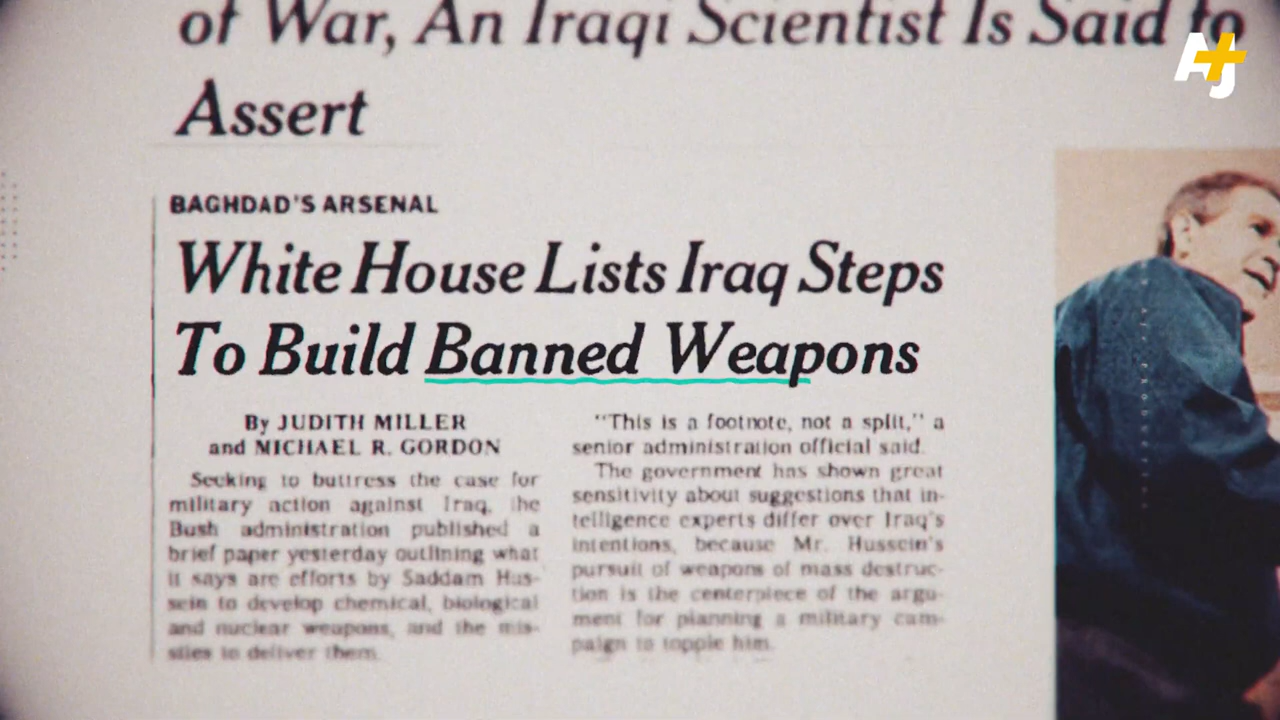 of War, An Iraqi Scientist Is Said to
Assert
AJ+
BAGHDAD'S ARSENAL
White House Lists Iraq Steps
To Build Banned Weapons
By JUDITH MILLER
and MICHAEL R. GORDON
Seeking to buttress the case for
military action against Iraq, the
Bush administration published a
brief paper yesterday outlining what
it says are efforts by Saddam Hus-
sein to develop chemical, biological
and nuclear weapons, and the mis-
siles to deliver them.
"This is a footnote, not a split," a
senior administration official said.
The government has shown great
sensitivity about suggestions that in-
telligence experts differ over Iraq's
intentions, because Mr. Hussein's
pursuit of weapons of mass destruc-
tion is the centerpiece of the argu-
ment for planning a military cam-
paign to topple him.